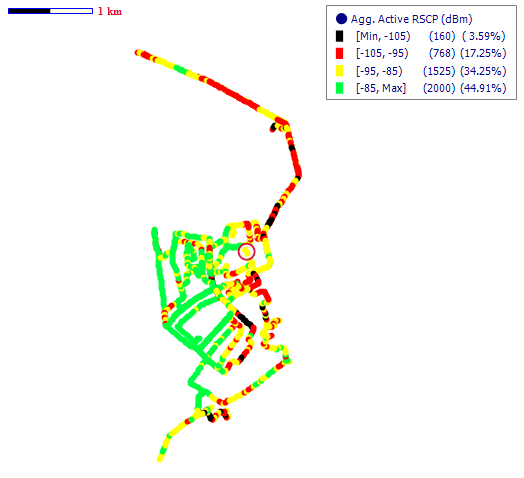 1 km
Agg. Active RSCP (dBm)
[Min, -105) (160) ( 3.59%)
[-105, -95) (768) (17.25%)
[-95, -85) (1525) (34.25%)
[-85, Max] (2000) (44.91%)